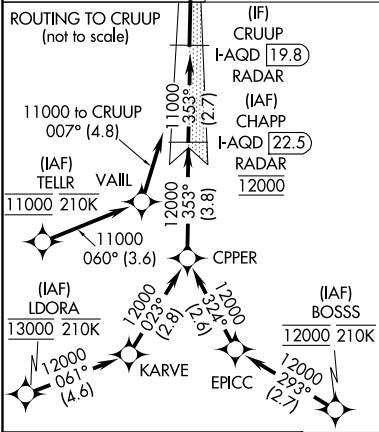 ROUTING TO CRUUP
(not to scale)
(IF)
CRUUP
I-AQD 19.8
RADAR
11000
353°
(2.7)
11000 to CRUUP
007° (4.8)
(IAF)
CHAPP
I-AQD 22.5
RADAR
12000
(IAF)
TELLR
11000 210K
VAIIL
11000
060° (3.6)
12000
353°
(3.8)
CPPER
(IAF)
LDORA
13000 210K
12000
023°
(2.8)
12000
324°
(2.6)
(IAF)
BOSSS
12000 210K
12000
061°
(4.6)
KARVE
EPICC
12000
293°
(2.7)